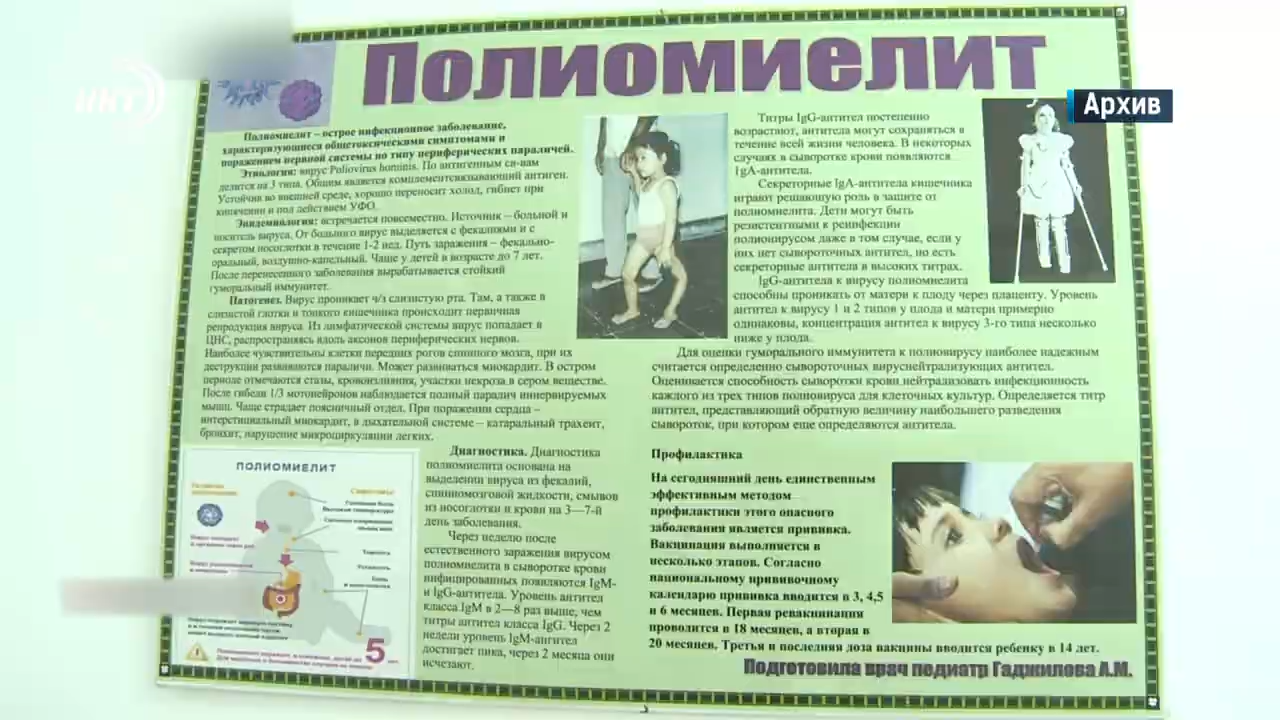 ННТ
Архив
Полиомиелит
Полиомиелит – острое инфекционное заболевание,
характеризующиеся общетоксическими симптомами и
поражением нервной системы по типу периферических параличей.
Этиология: вирус Poliovirus hominis. По антигенным св-вам
делится на 3 типа. Общим является комплементсвязывающий антиген.
Устойчив во внешней среде, хорошо переносит холод, гибнет при
кипячении и под действием УФО.
Эпидемиология: встречается повсеместно. Источник – больной и
носитель вируса. От больного вирус выделяется с фекалиями и с
секретом носоглотки в течение 1-2 нед. Путь заражения – фекально-
оральный, воздушно-капельный. Чаще у детей в возрасте до 7 лет.
После перенесенного заболевания вырабатывается стойкий
гуморальный иммунитет.
Патогенез. Вирус проникает ч/з слизистую рта. Там, а также в
слизистой глотки и тонкого кишечника происходит первичная
репродукция вируса. Из лимфатической системы вирус попадает в
ЦНС, распространяясь вдоль аксонов периферических нервов.
Наиболее чувствительны клетки передних рогов спинного мозга, при их
деструкции развиваются параличи. Может развиваться миокардит. В остром
периоде отмечаются стазы, кровоизлияния, участки некроза в сером веществе.
После гибели 1/3 мотонейронов наблюдается полный паралич иннервируемых
мышц. Чаще страдает поясничный отдел. При поражении сердца –
интерстициальный миокардит, в дыхательной системе – катаральный трахеит,
бронхит, нарушение микроциркуляции легких.
ПОЛИОМИЕЛИТ
5 лет
Диагностика. Диагностика
полиомиелита основана на
выделении вируса из фекалий,
спинномозговой жидкости, смывов
из носоглотки и крови на 3—7-й
день заболевания.
Через неделю после
естественного заражения вирусом
полиомиелита в сыворотке крови
инфицированных появляются IgM-
и IgG-антитела. Уровень антител
класса IgM в 2—8 раз выше, чем
титры антител класса IgG. Через 2
недели уровень IgM-антител
достигает пика, через 2 месяца они
исчезают.
Титры IgG-антител постепенно
возрастают, антитела могут сохраняться в
течение всей жизни человека. В некоторых
случаях в сыворотке крови появляются
IgA-антитела.
Секреторные IgA-антитела кишечника
играют решающую роль в защите от
полиомиелита. Дети могут быть
резистентными к реинфекции
полиовирусом даже в том случае, если у
них нет сывороточных антител, но есть
секреторные антитела в высоких титрах.
IgG-антитела к вирусу полиомиелита
способны проникать от матери к плоду через плаценту. Уровень
антител к вирусу 1 и 2 типов у плода и матери примерно
одинаковы, концентрация антител к вирусу 3-го типа несколько
ниже у плода.
Для оценки гуморального иммунитета к полиовирусу наиболее надежным
считается определенно сывороточных вируснейтрализующих антител.
Оценивается способность сыворотки крови нейтрализовать инфекционность
каждого из трех типов полиовируса для клеточных культур. Определяется титр
антител, представляющий обратную величину наибольшего разведения
сывороток, при котором еще определяются антитела.
Профилактика
На сегодняшний день единственным
эффективным методом
профилактики этого опасного
заболевания является прививка.
Вакцинация выполняется в
несколько этапов. Согласно
национальному прививочному
календарю прививка вводится в 3, 4,5
и 6 месяцев. Первая ревакцинация
проводится в 18 месяцев, а вторая в
20 месяцев. Третья и последняя доза вакцины вводится ребенку в 14 лет.
Подготовила врач педиатр Гаджилова А.М.